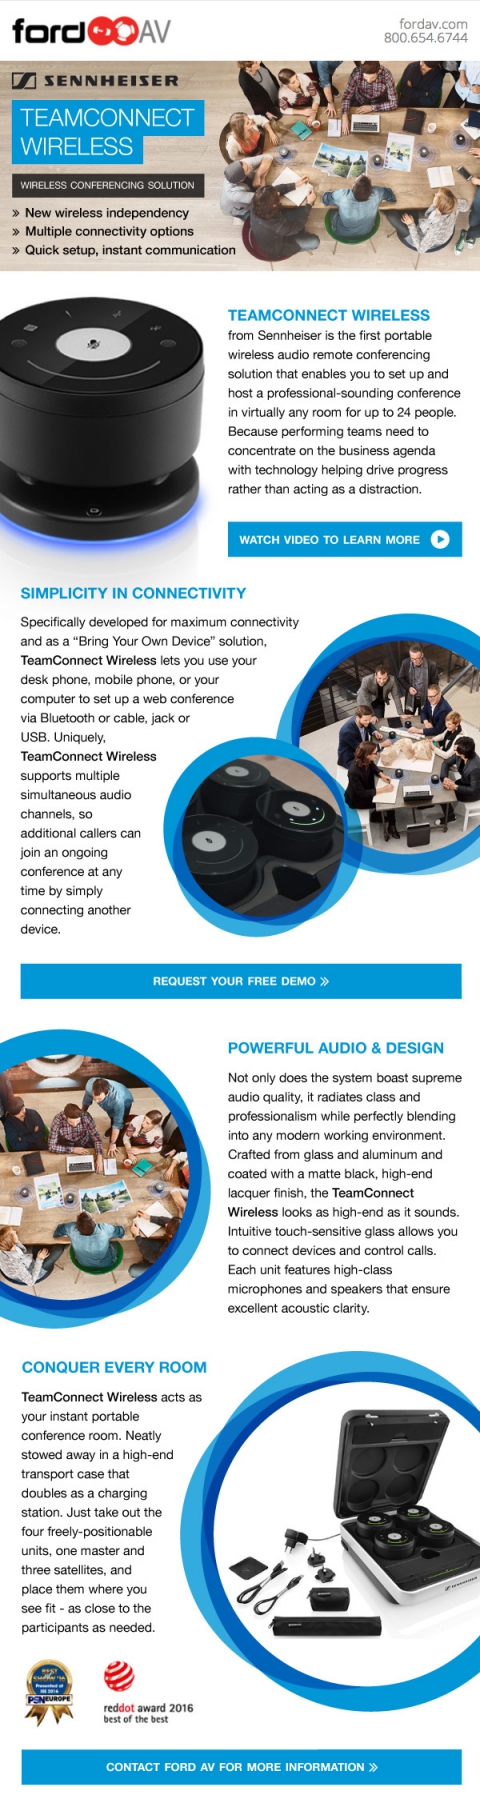 ford AV
fordav.com
800.654.6744
SENNHEISER
TEAMCONNECT
WIRELESS
WIRELESS CONFERENCING SOLUTION
» New wireless independency
» Multiple connectivity options
» Quick setup, instant communication
TEAMCONNECT WIRELESS
from Sennheiser is the first portable
wireless audio remote conferencing
solution that enables you to set up and
host a professional-sounding conference
in virtually any room for up to 24 people.
Because performing teams need to
concentrate on the business agenda
with technology helping drive progress
rather than acting as a distraction.
WATCH VIDEO TO LEARN MORE
SIMPLICITY IN CONNECTIVITY
Specifically developed for maximum connectivity
and as a “Bring Your Own Device” solution,
TeamConnect Wireless lets you use your
desk phone, mobile phone, or your
computer to set up a web conference
via Bluetooth or cable, jack or
USB. Uniquely,
TeamConnect Wireless
supports multiple
simultaneous audio
channels, so
additional callers can
join an ongoing
conference at any
time by simply
connecting another
device.
REQUEST YOUR FREE DEMO »
POWERFUL AUDIO & DESIGN
Not only does the system boast supreme
audio quality, it radiates class and
professionalism while perfectly blending
into any modern working environment.
Crafted from glass and aluminum and
coated with a matte black, high-end
lacquer finish, the TeamConnect
Wireless looks as high-end as it sounds.
Intuitive touch-sensitive glass allows you
to connect devices and control calls.
Each unit features high-class
microphones and speakers that ensure
excellent acoustic clarity.
CONQUER EVERY ROOM
TeamConnect Wireless acts as
your instant portable
conference room. Neatly
stowed away in a high-end
transport case that
doubles as a charging
station. Just take out the
four freely-positionable
units, one master and
three satellites, and
place them where you
see fit - as close to the
participants as needed.
SENNHEISER
BEST
SHOW
Presented at
ISE 2016
PSNEUROPE
reddot award 2016
best of the best
CONTACT FORD AV FOR MORE INFORMATION »